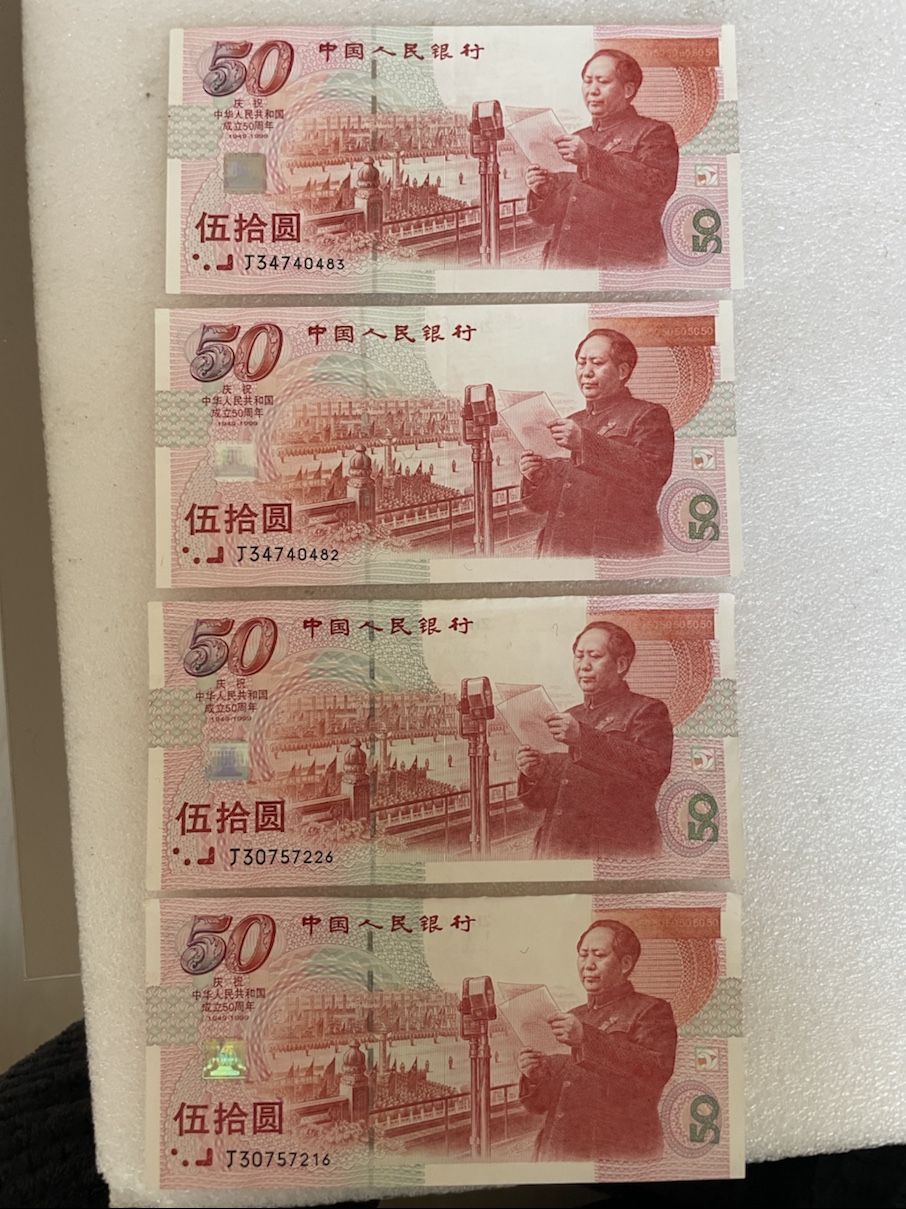 50
中国人民银行
庆祝
中华人民共和国
成立50周年
1949-1999
伍拾圆
J34740483
50
50
中国人民银行
50505050
庆祝
中华人民共和国
成立50周年
1949-1999
伍拾圆
J34740482
50
50
中国人民银行
庆祝
中华人民共和国
成立50周年
1949-1999
伍拾圆
J30757226
50
50
中国人民银行
庆祝
中华人民共和国
成立50周年
1949-1999
伍拾圆
J30757216
50